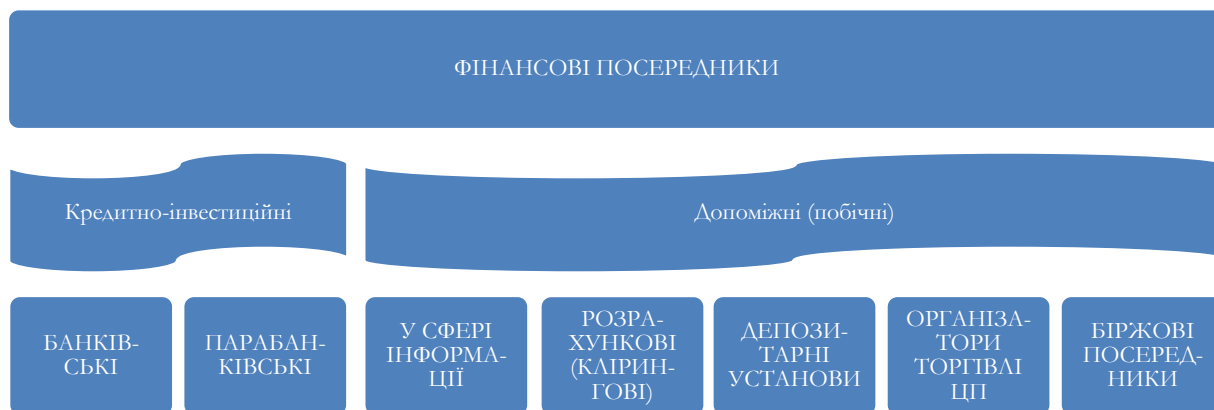 ФІНАНСОВІ ПОСЕРЕДНИКИ
Кредитно-інвестиційні
Допоміжні (побічні)
БАНКІВ-
СЬКІ
ПАРАБАН-
КІВСЬКІ
У СФЕРІ
ІНФОРМА-
ЦІЇ
РОЗРА-
ХУНКОВІ
(КЛІРИН-
ГОВІ)
ДЕПОЗИ-
ТАРНІ
УСТАНОВИ
ОРГАНІЗА-
ТОРИ
ТОРГІВЛІ
ЦП
БІРЖОВІ
ПОСЕРЕД-
НИКИ